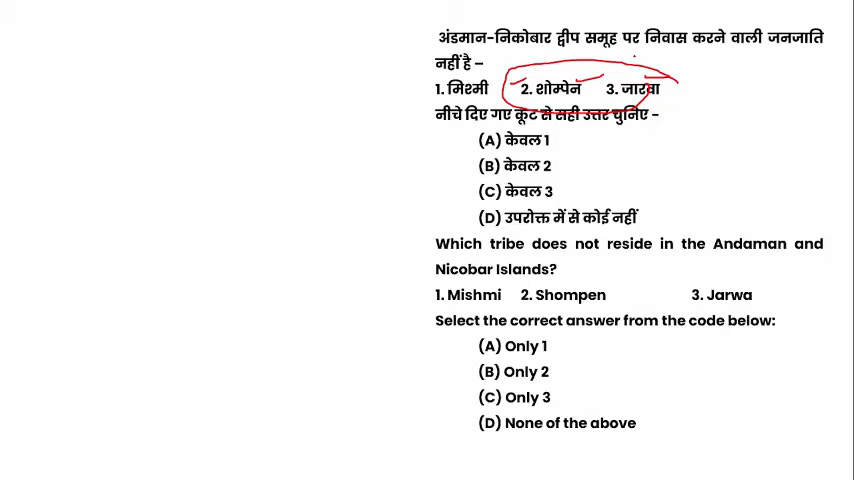 अंडमान-निकोबार द्वीप समूह पर निवास करने वाली जनजाति
नहीं है –
1. मिश्मी 2. शोम्पेन 3. जारवा
नीचे दिए गए कूट से सही उत्तर चुनिए -
(A) केवल 1
(B) केवल 2
(C) केवल 3
(D) उपरोक्त में से कोई नहीं
Which tribe does not reside in the Andaman and
Nicobar Islands?
1. Mishmi 2. Shompen 3. Jarwa
Select the correct answer from the code below:
(A) Only 1
(B) Only 2
(C) Only 3
(D) None of the above